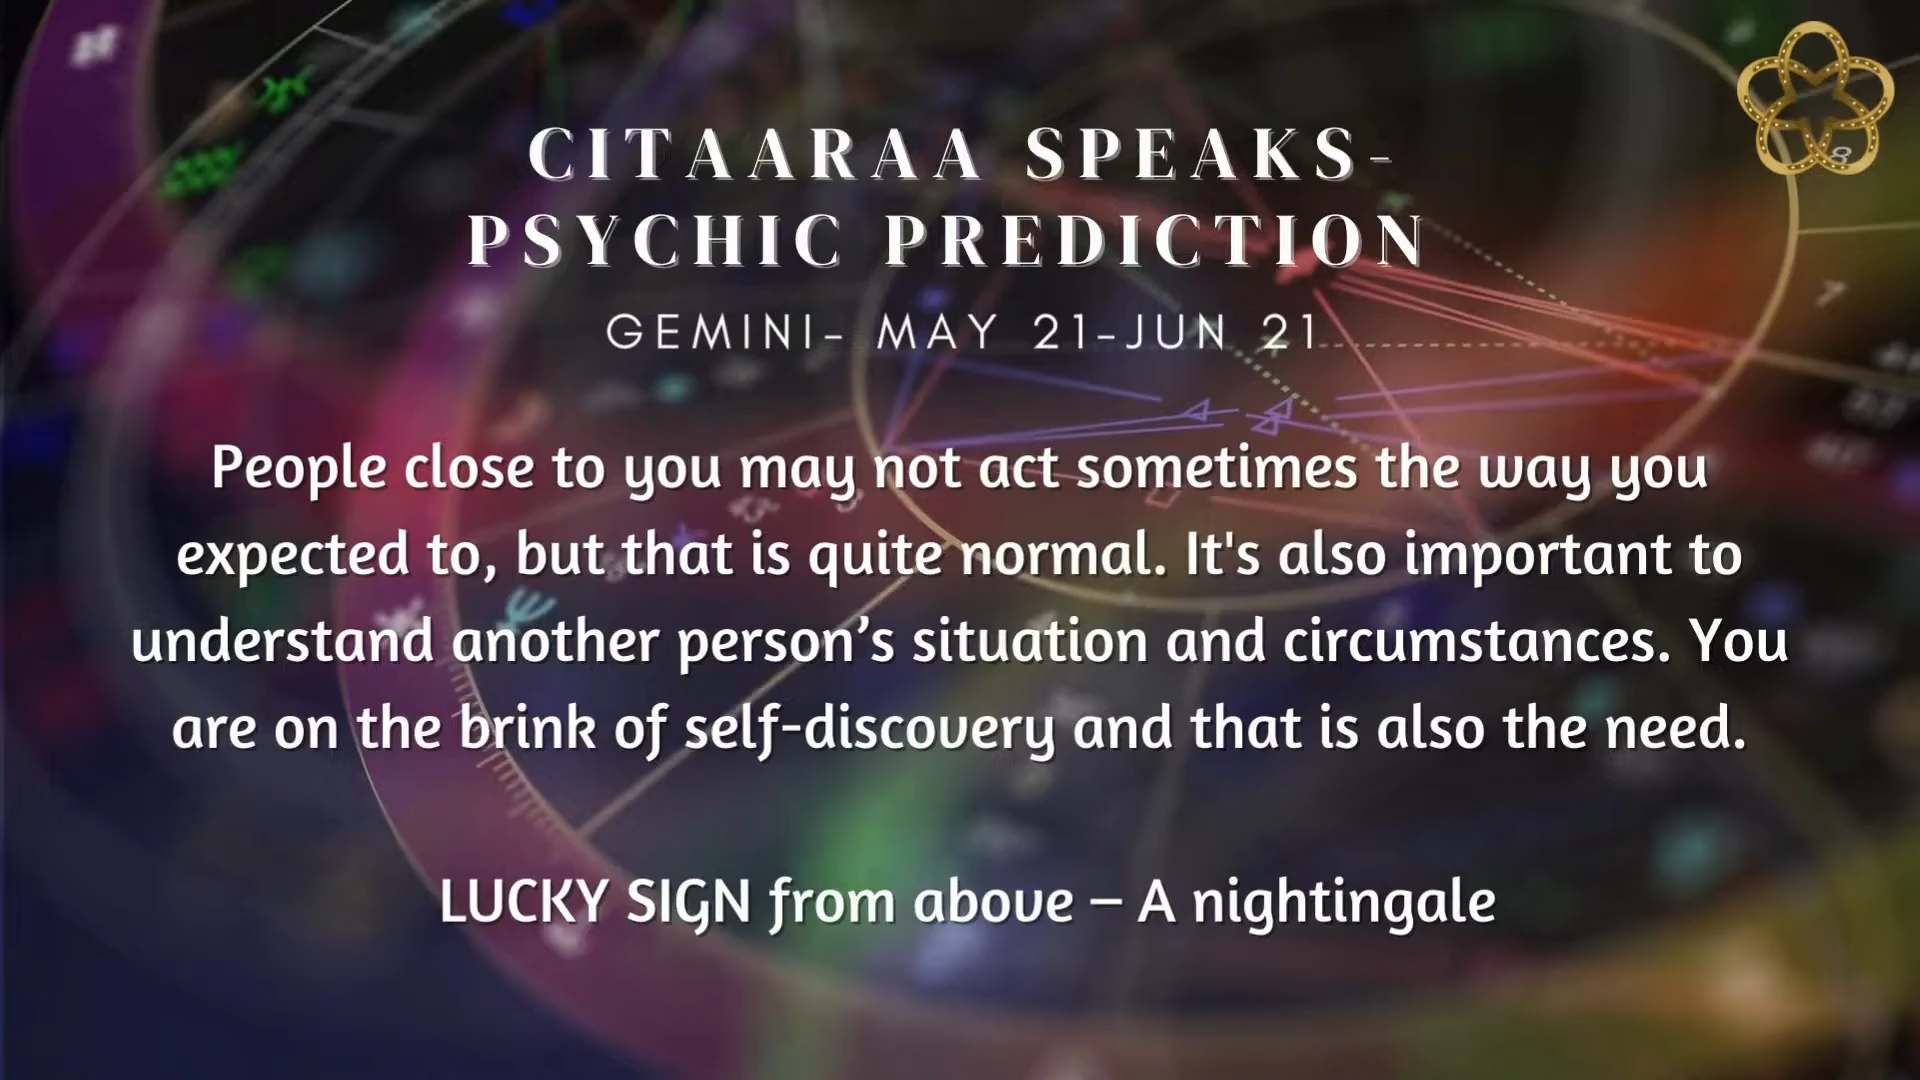 CITAARAA SPEAKS-
PSYCHIC PREDICTION
GEMINI- MAY 21-JUN 21
People close to you may not act sometimes the way you
expected to, but that is quite normal. It's also important to
understand another person’s situation and circumstances. You
are on the brink of self-discovery and that is also the need.
LUCKY SIGN from above – A nightingale
8
7